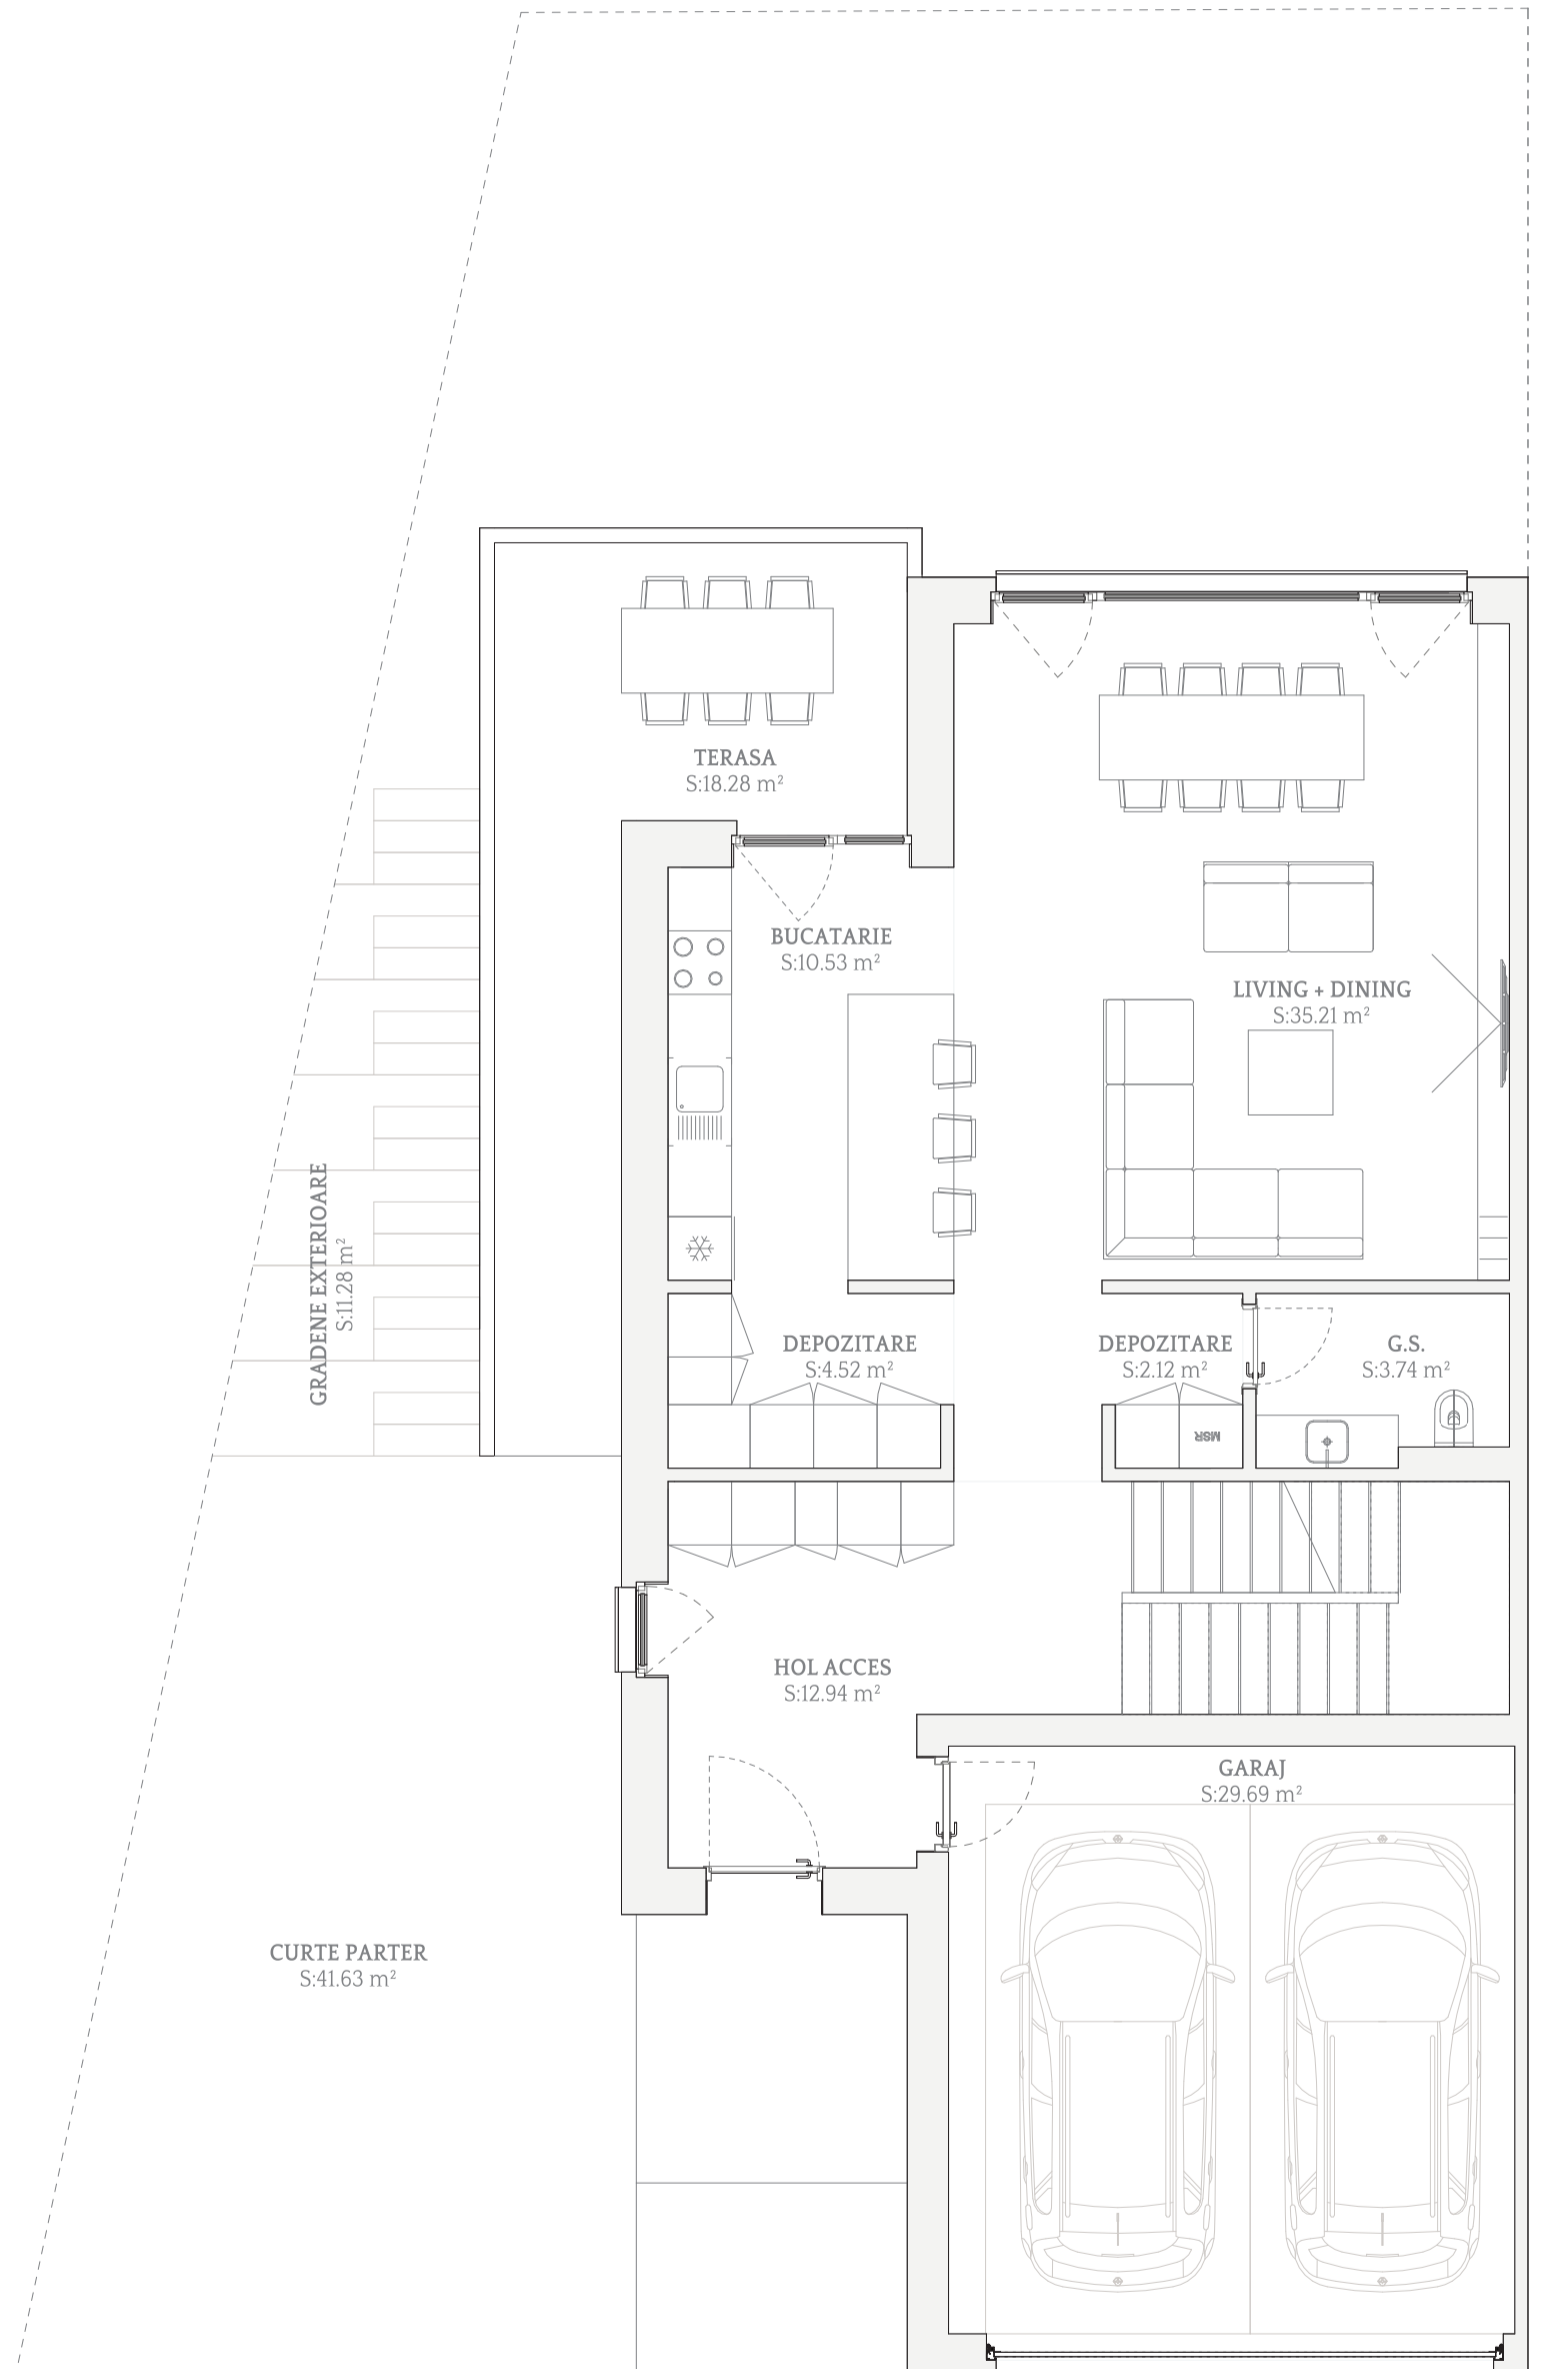 TERASA
S:18.28 m²
BUCATARIE
S:10.53 m²
LIVING + DINING
S:35.21 m²
GRADENE EXTERIOARE
S:11.28 m²
DEPOZITARE
S:4.52 m²
DEPOZITARE
S:2.12 m²
G.S.
S:3.74 m²
MSR
HOL ACCES
S:12.94 m²
GARAJ
S:29.69 m²
CURTE PARTER
S:41.63 m²